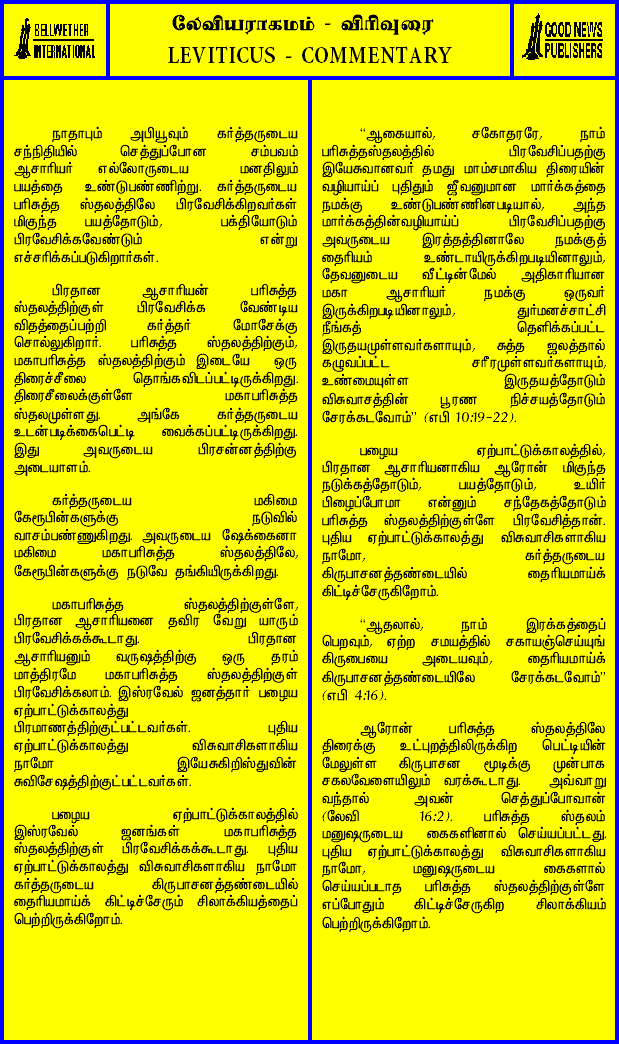 BELLWETHER
INTERNATIONAL
லேவியராகமம் - விரிவுரை
LEVITICUS - COMMENTARY
GOOD NEWS
PUBLISHERS
நாதாபும் அபியூவும் கர்த்தருடைய
சந்நிதியில் செத்துப்போன சம்பவம்
ஆசாரியர் எல்லோருடைய மனதிலும்
பயத்தை உண்டுபண்ணிற்று. கர்த்தருடைய
பரிசுத்த ஸ்தலத்திலே பிரவேசிக்கிறவர்கள்
மிகுந்த பயத்தோடும், பக்தியோடும்
பிரவேசிக்கவேண்டும் என்று
எச்சரிக்கப்படுகிறார்கள்.
பிரதான ஆசாரியன் பரிசுத்த
ஸ்தலத்திற்குள் பிரவேசிக்க வேண்டிய
விதத்தைப்பற்றி கர்த்தர் மோசேக்கு
சொல்லுகிறார். பரிசுத்த ஸ்தலத்திற்கும்,
மகாபரிசுத்த ஸ்தலத்திற்கும் இடையே ஒரு
திரைச்சீலை தொங்கவிடப்பட்டிருக்கிறது.
திரைசீலைக்குள்ளே மகாபரிசுத்த
ஸ்தலமுள்ளது. அங்கே கர்த்தருடைய
உடன்படிக்கைபெட்டி வைக்கப்பட்டிருக்கிறது.
இது அவருடைய பிரசன்னத்திற்கு
அடையாளம்.
கர்த்தருடைய மகிமை
கேரூபின்களுக்கு நடுவில்
வாசம்பண்ணுகிறது. அவருடைய ஷேக்கைனா
மகிமை மகாபரிசுத்த ஸ்தலத்திலே,
கேரூபின்களுக்கு நடுவே தங்கியிருக்கிறது.
மகாபரிசுத்த ஸ்தலத்திற்குள்ளே,
பிரதான ஆசாரியனை தவிர வேறு யாரும்
பிரவேசிக்கக்கூடாது. பிரதான
ஆசாரியனும் வருஷத்திற்கு ஒரு தரம்
மாத்திரமே மகாபரிசுத்த ஸ்தலத்திற்குள்
பிரவேசிக்கலாம். இஸ்ரவேல் ஜனத்தார் பழைய
ஏற்பாட்டுக்காலத்து
பிரமாணத்திற்குட்பட்டவர்கள். புதிய
ஏற்பாட்டுக்காலத்து விசுவாசிகளாகிய
நாமோ இயேசுகிறிஸ்துவின்
சுவிசேஷத்திற்குட்பட்டவர்கள்.
பழைய ஏற்பாட்டுக்காலத்தில்
இஸ்ரவேல் ஜனங்கள் மகாபரிசுத்த
ஸ்தலத்திற்குள் பிரவேசிக்கக்கூடாது. புதிய
ஏற்பாட்டுக்காலத்து விசுவாசிகளாகிய நாமோ
கர்த்தருடைய கிருபாசனத்தண்டையில்
தைரியமாய்க் கிட்டிச்சேரும் சிலாக்கியத்தைப்
பெற்றிருக்கிறோம்.
“ஆகையால், சகோதரரே, நாம்
பரிசுத்தஸ்தலத்தில் பிரவேசிப்பதற்கு
இயேசுவானவர் தமது மாம்சமாகிய திரையின்
வழியாய்ப் புதிதும் ஜீவனுமான மார்க்கத்தை
நமக்கு உண்டுபண்ணினபடியால், அந்த
மார்க்கத்தின்வழியாய்ப் பிரவேசிப்பதற்கு
அவருடைய இரத்தத்தினாலே நமக்குத்
தைரியம் உண்டாயிருக்கிறபடியினாலும்,
தேவனுடைய வீட்டின்மேல் அதிகாரியான
மகா ஆசாரியர் நமக்கு ஒருவர்
இருக்கிறபடியினாலும், துர்மனச்சாட்சி
நீங்கத் தெளிக்கப்பட்ட
இருதயமுள்ளவர்களாயும், சுத்த ஜலத்தால்
கழுவப்பட்ட சரீரமுள்ளவர்களாயும்,
உண்மையுள்ள இருதயத்தோடும்
விசுவாசத்தின் பூரண நிச்சயத்தோடும்
சேரக்கடவோம்” (எபி 10:19-22).
பழைய ஏற்பாட்டுக்காலத்தில்,
பிரதான ஆசாரியனாகிய ஆரோன் மிகுந்த
நடுக்கத்தோடும், பயத்தோடும், உயிர்
பிழைப்போமா என்னும் சந்தேகத்தோடும்
பரிசுத்த ஸ்தலத்திற்குள்ளே பிரவேசித்தான்.
புதிய ஏற்பாட்டுக்காலத்து விசுவாசிகளாகிய
நாமோ, கர்த்தருடைய
கிருபாசனத்தண்டையில் தைரியமாய்க்
கிட்டிச்சேருகிறோம்.
“ஆதலால், நாம் இரக்கத்தைப்
பெறவும், ஏற்ற சமயத்தில் சகாயஞ்செய்யுங்
கிருபையை அடையவும், தைரியமாய்க்
கிருபாசனத்தண்டையிலே சேரக்கடவோம்”
(எபி 4:16).
ஆரோன் பரிசுத்த ஸ்தலத்திலே
திரைக்கு உட்புறத்திலிருக்கிற பெட்டியின்
மேலுள்ள கிருபாசன மூடிக்கு முன்பாக
சகலவேளையிலும் வரக்கூடாது. அவ்வாறு
வந்தால் அவன் செத்துப்போவான்
(லேவி 16:2). பரிசுத்த ஸ்தலம்
மனுஷருடைய கைகளினால் செய்யப்பட்டது.
புதிய ஏற்பாட்டுக்காலத்து விசுவாசிகளாகிய
நாமோ, மனுஷருடைய கைகளால்
செய்யப்படாத பரிசுத்த ஸ்தலத்திற்குள்ளே
எப்போதும் கிட்டிச்சேருகிற சிலாக்கியம்
பெற்றிருக்கிறோம்.